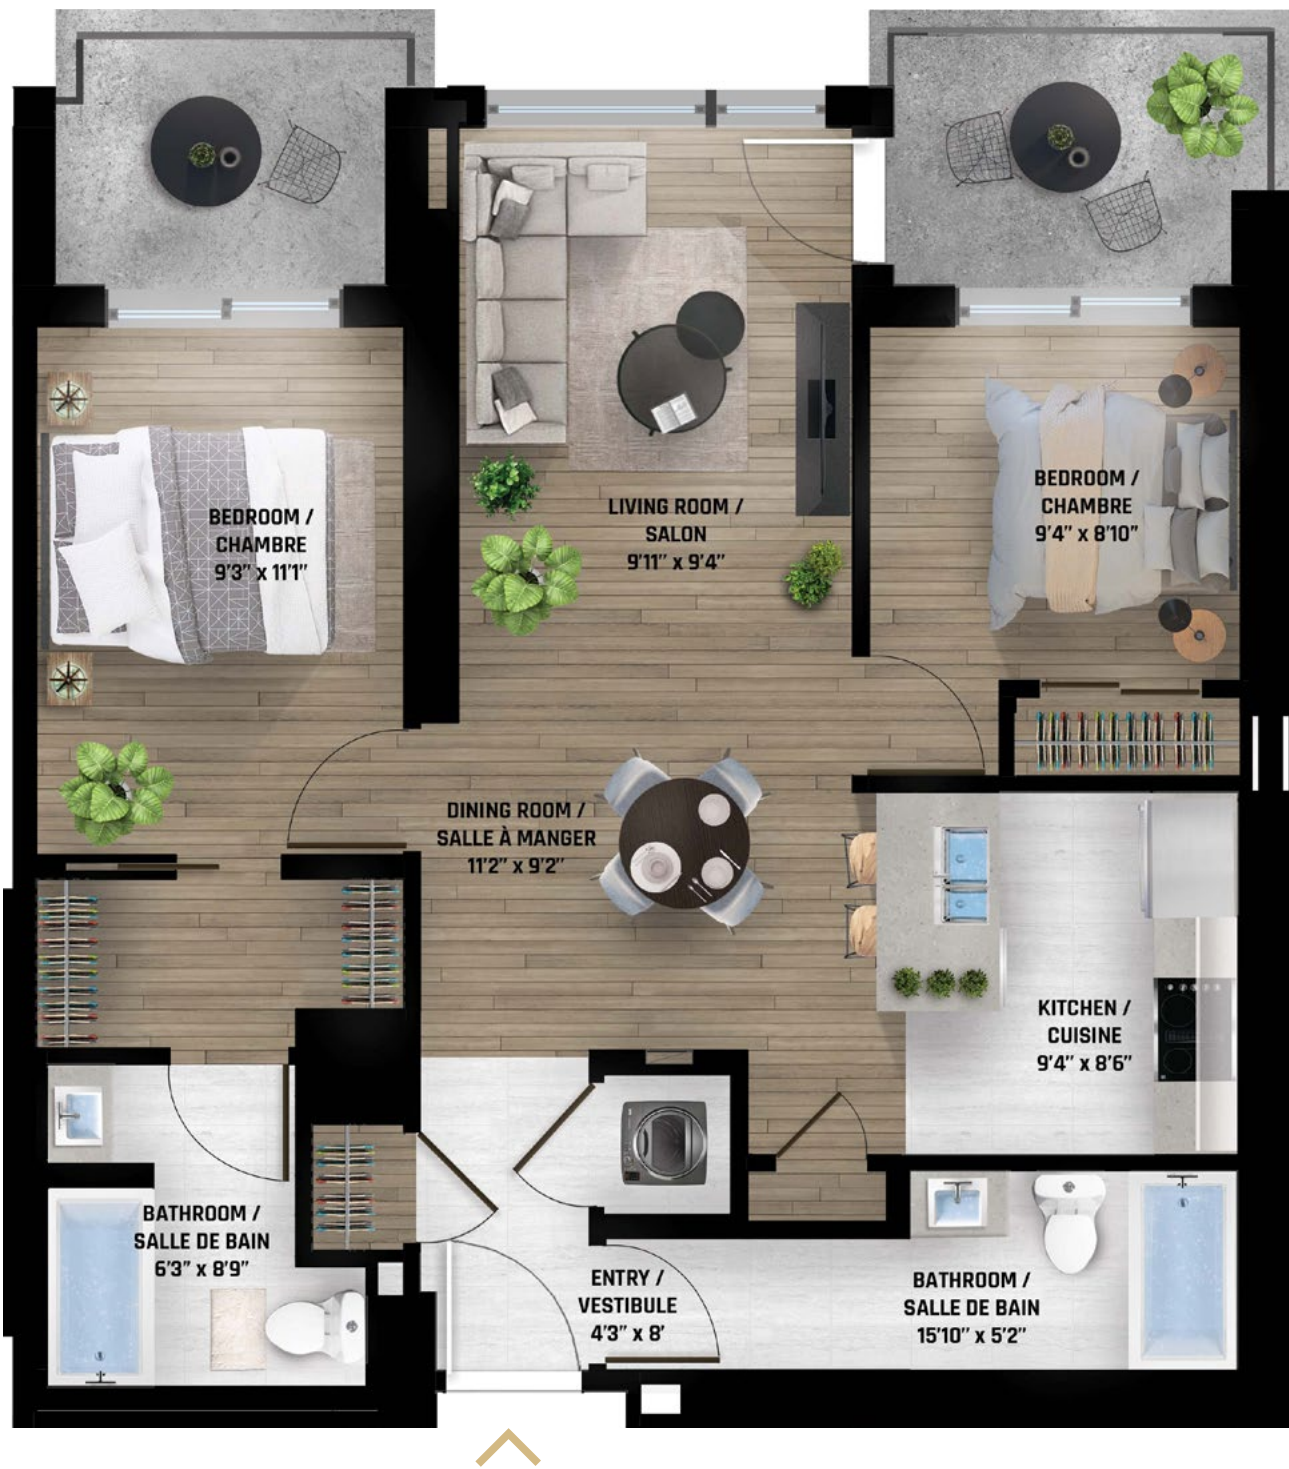 BEDROOM /
CHAMBRE
9'3" x 11'1"
LIVING ROOM /
SALON
9'11" x 9'4"
BEDROOM /
CHAMBRE
9'4" x 8'10"
DINING ROOM /
SALLE À MANGER
11'2" x 9'2"
KITCHEN /
CUISINE
9'4" x 8'6"
BATHROOM /
SALLE DE BAIN
6'3" x 8'9"
ENTRY /
VESTIBULE
4'3" x 8'
BATHROOM /
SALLE DE BAIN
15'10" x 5'2"